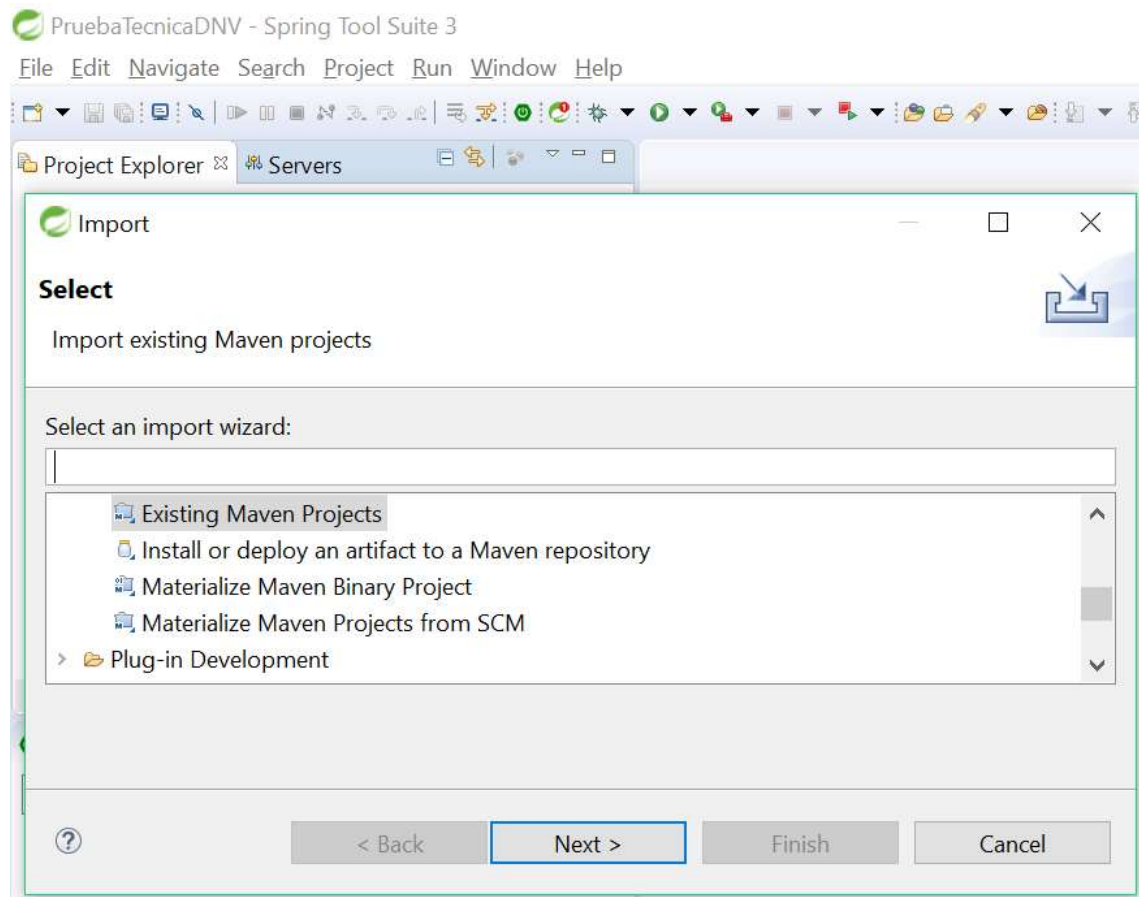 PruebaTecnicaDNV - Spring Tool Suite 3
File Edit Navigate Search Project Run Window Help
Project Explorer Servers
Import
Select
Import existing Maven projects
Select an import wizard:
Existing Maven Projects
Install or deploy an artifact to a Maven repository
Materialize Maven Binary Project
Materialize Maven Projects from SCM
Plug-in Development
< Back Next > Finish Cancel